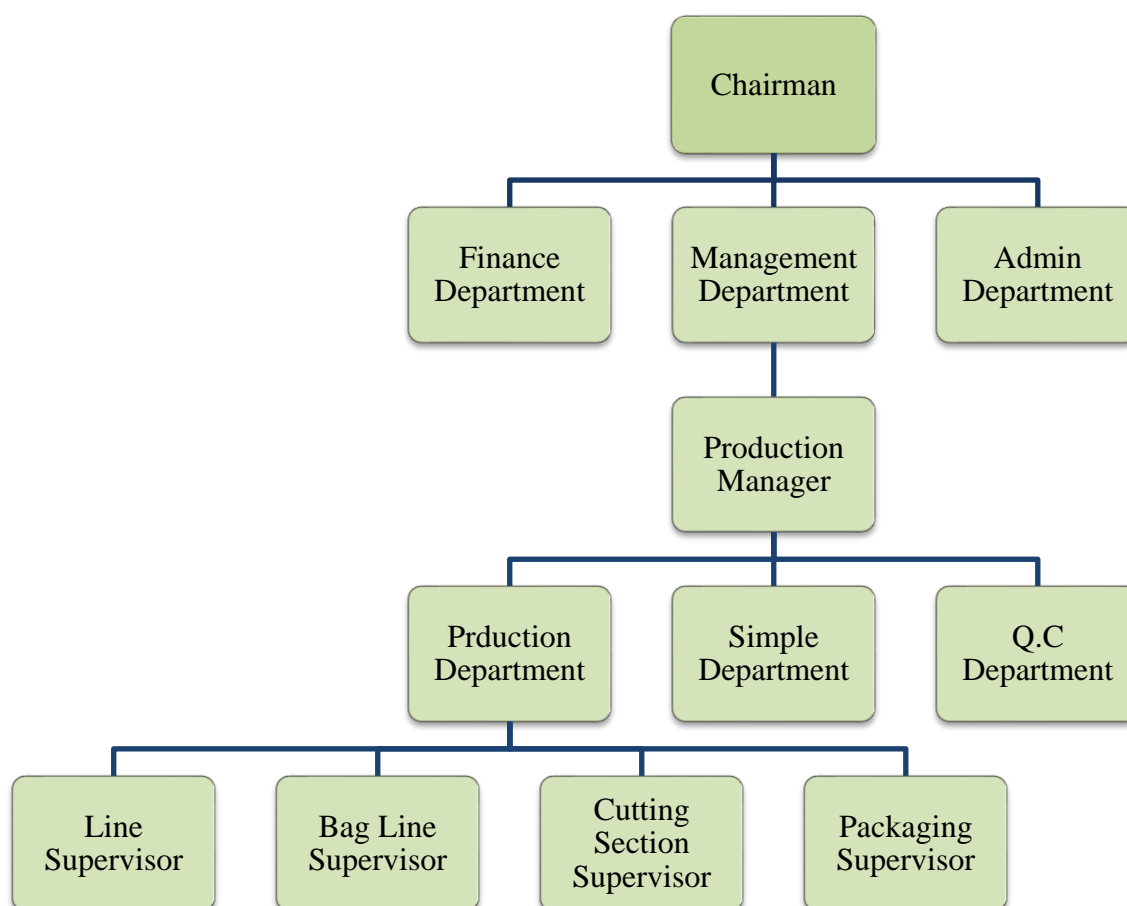 Chairman
Finance
Department
Management
Department
Admin
Department
Production
Manager
Prduction
Department
Simple
Department
Q.C
Department
Line
Supervisor
Bag Line
Supervisor
Cutting
Section
Supervisor
Packaging
Supervisor